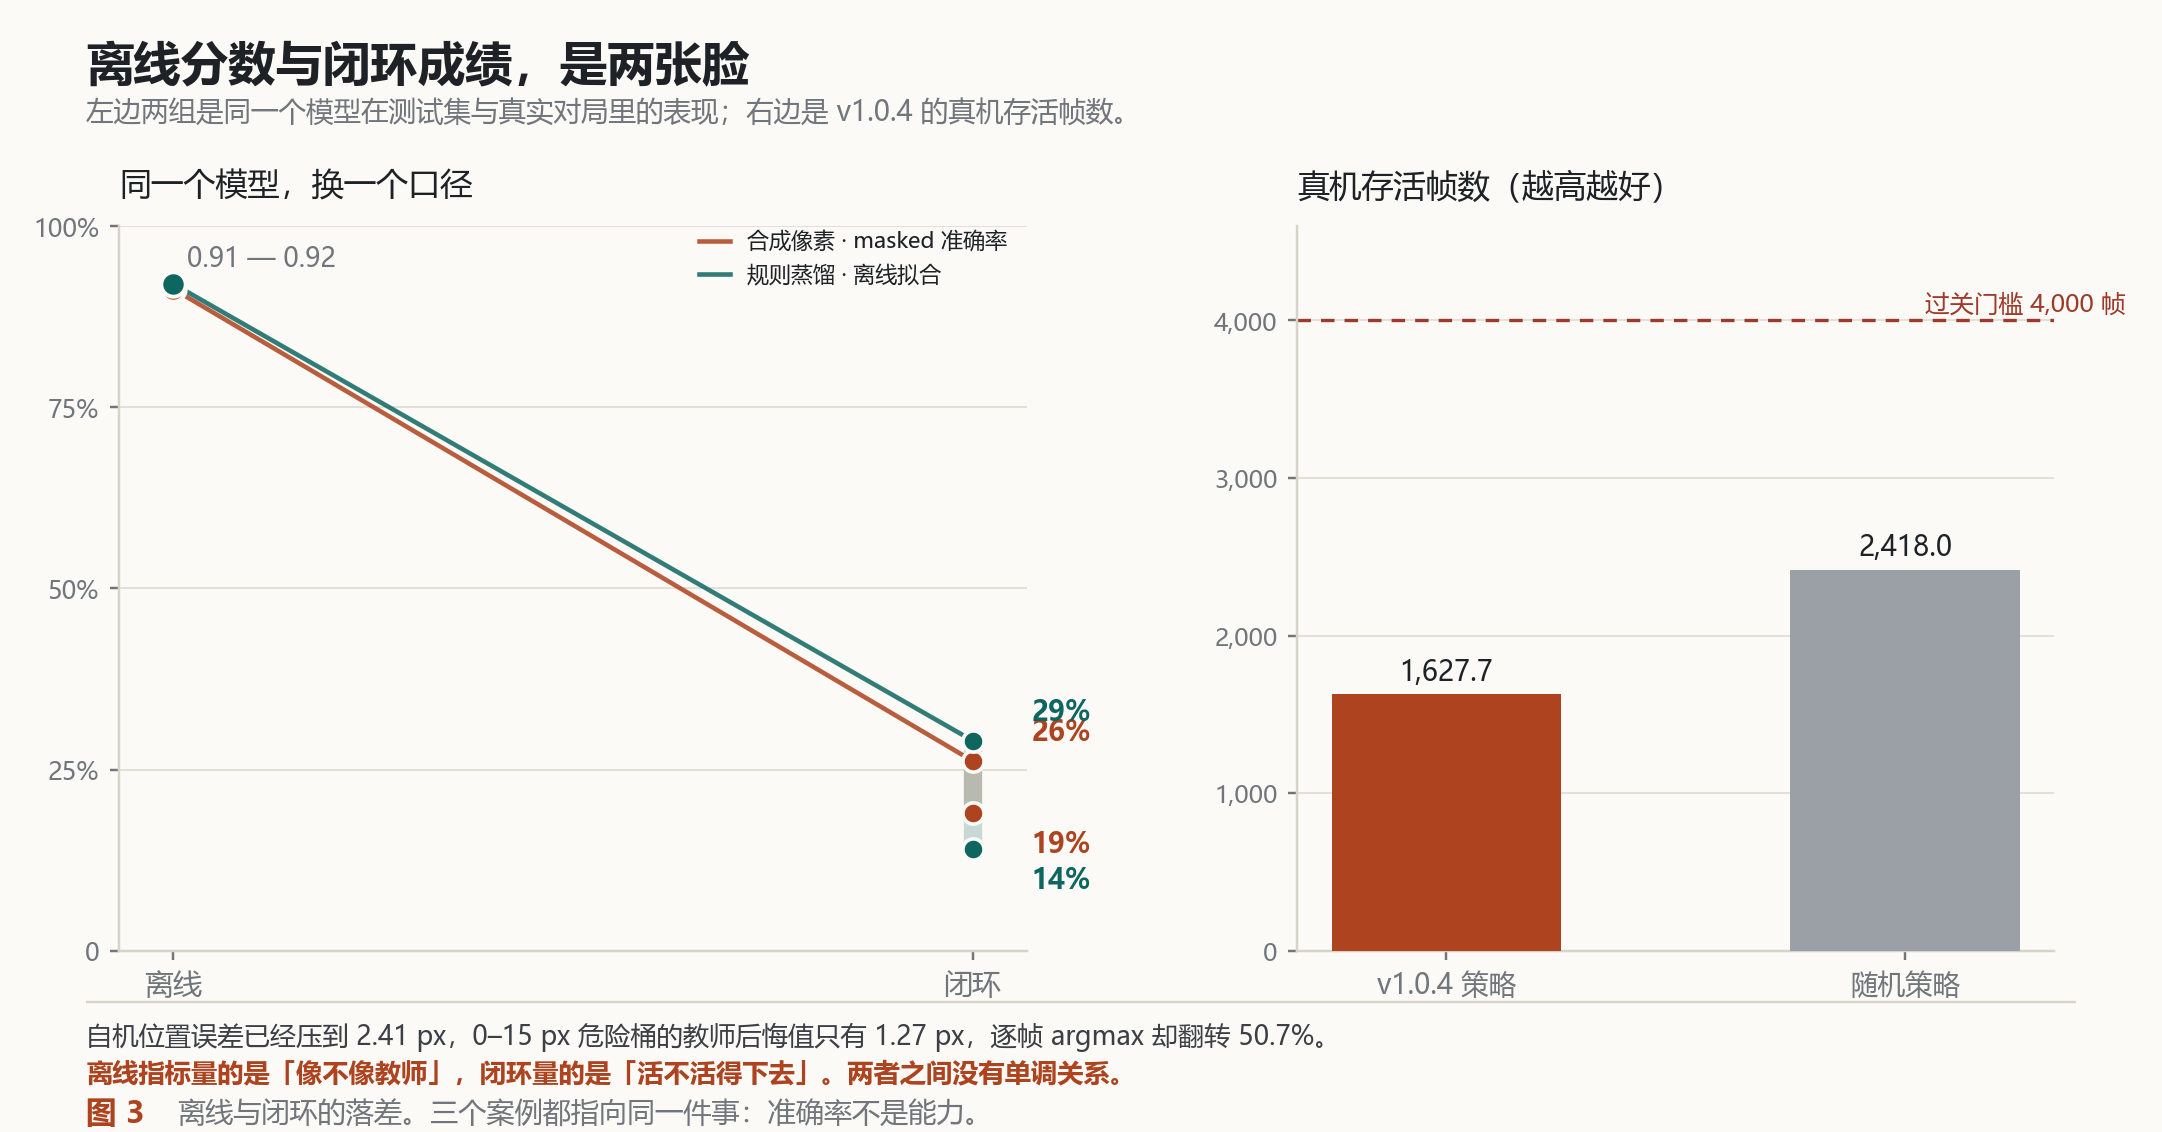 离线分数与闭环成绩，是两张脸
左边两组是同一个模型在测试集与真实对局里的表现；右边是 v1.0.4 的真机存活帧数。
同一个模型，换一个口径
100%
75%
50%
25%
0
0.91 — 0.92
合成像素 · masked 准确率
规则蒸馏 · 离线拟合
29%
26%
19%
14%
离线
闭环
真机存活帧数（越高越好）
4,000
3,000
2,000
1,000
0
过关门槛 4,000 帧
1,627.7
2,418.0
v1.0.4 策略
随机策略
自机位置误差已经压到 2.41 px，0–15 px 危险桶的教师后悔值只有 1.27 px，逐帧 argmax 却翻转 50.7%。
离线指标量的是「像不像教师」，闭环量的是「活不活得下去」。两者之间没有单调关系。
图 3 离线与闭环的落差。三个案例都指向同一件事：准确率不是能力。